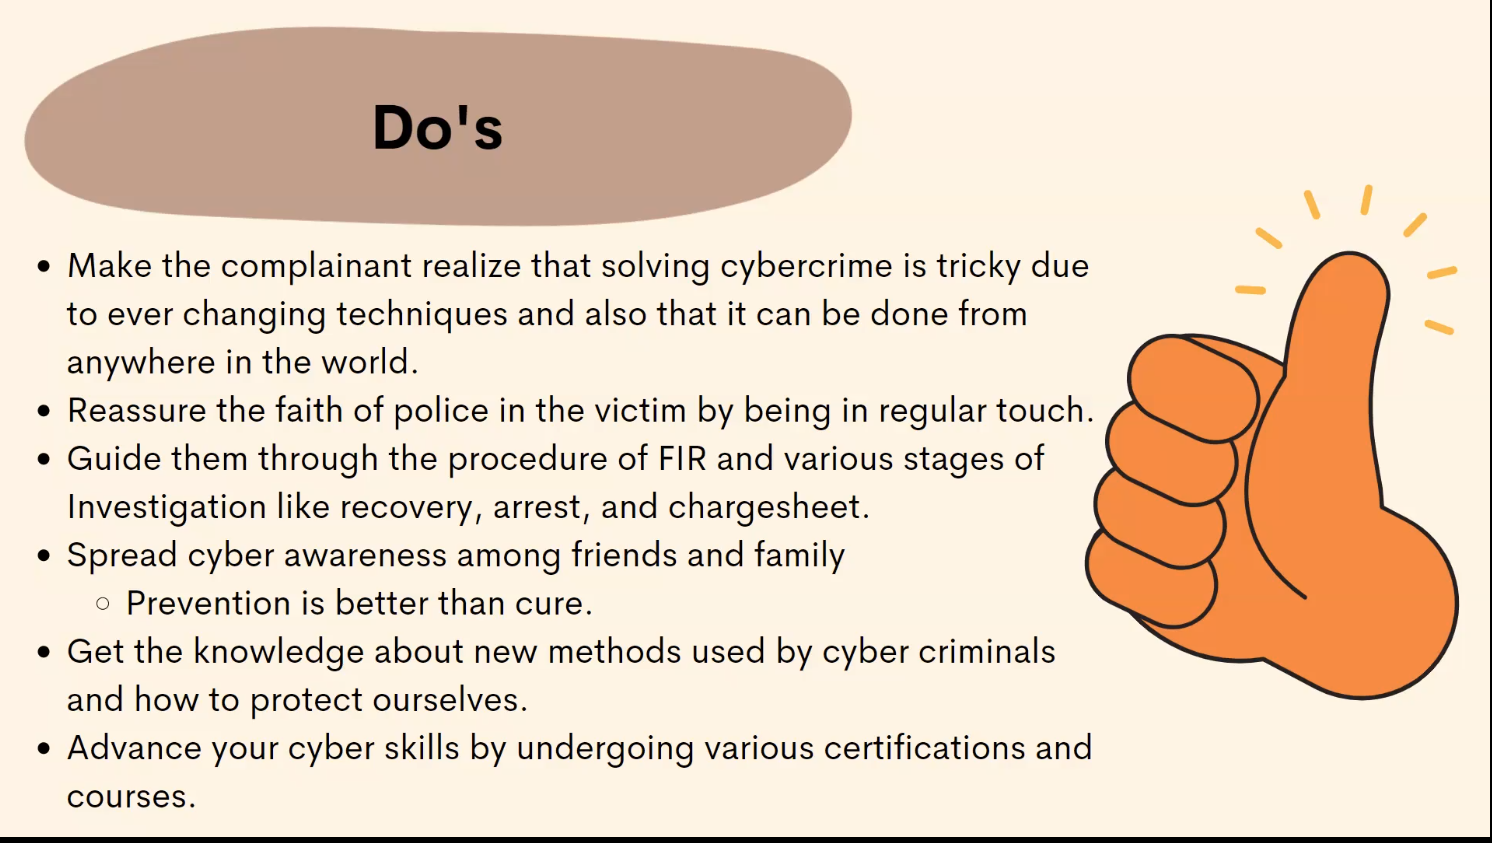 Do's
• Make the complainant realize that solving cybercrime is tricky due
to ever changing techniques and also that it can be done from
anywhere in the world.
• Reassure the faith of police in the victim by being in regular touch.
• Guide them through the procedure of FIR and various stages of
Investigation like recovery, arrest, and chargesheet.
• Spread cyber awareness among friends and family
○ Prevention is better than cure.
• Get the knowledge about new methods used by cyber criminals
and how to protect ourselves.
• Advance your cyber skills by undergoing various certifications and
courses.